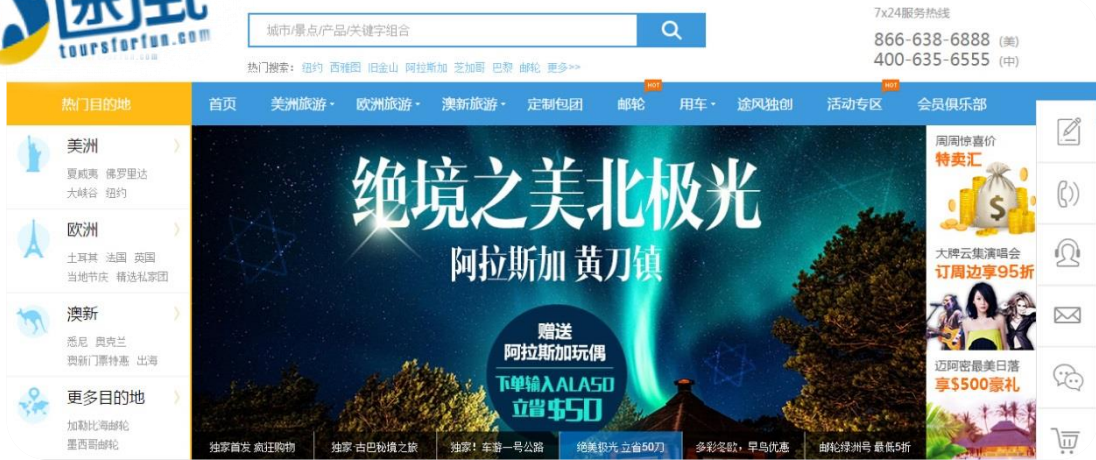 途风
toursforfun.com
城市/景点/产品/关键字组合
热门搜索： 纽约 西雅图 旧金山 阿拉斯加 芝加哥 巴黎 邮轮 更多>>
7x24服务热线
866-638-6888 (美)
400-635-6555 (中)
热门目的地
首页 美洲旅游 欧洲旅游 澳新旅游 定制包团 邮轮 HOT 用车 途风独创 活动专区 HOT 会员俱乐部
美洲
夏威夷 佛罗里达
大峡谷 纽约
欧洲
土耳其 法国 英国
当地节庆 精选私家团
澳新
悉尼 奥克兰
澳新门票特惠 出海
更多目的地
加勒比海邮轮
墨西哥邮轮
绝境之美北极光
阿拉斯加 黄刀镇
赠送
阿拉斯加玩偶
下单输入ALA50
立省$50
独家首发 疯狂购物
独家·古巴秘境之旅
独家！车游一号公路
绝美极光 立省50刀
多彩冬欧，早鸟优惠
邮轮绿洲号 最低5折
周周惊喜价
特卖汇
$
大牌云集演唱会
订周边享95折
迈阿密最美日落
享$500豪礼